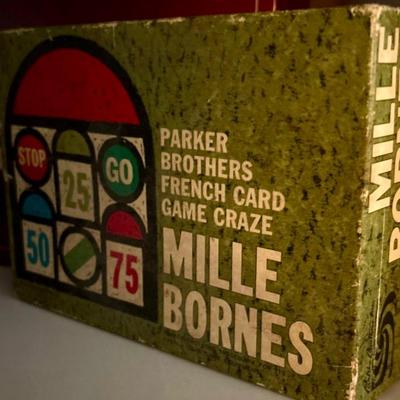 STOP
25
GO
50
75
PARKER
BROTHERS
FRENCH CARD
GAME CRAZE
MILLE
BORNES
MILLE